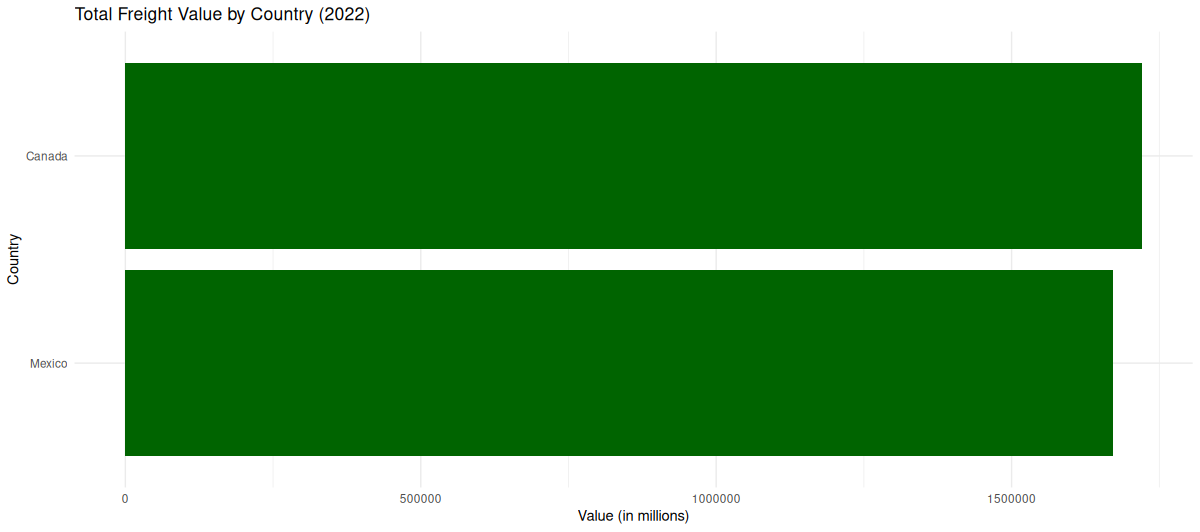 Total Freight Value by Country (2022)
Canada
Mexico
Country
0 500000 1000000 1500000
Value (in millions)